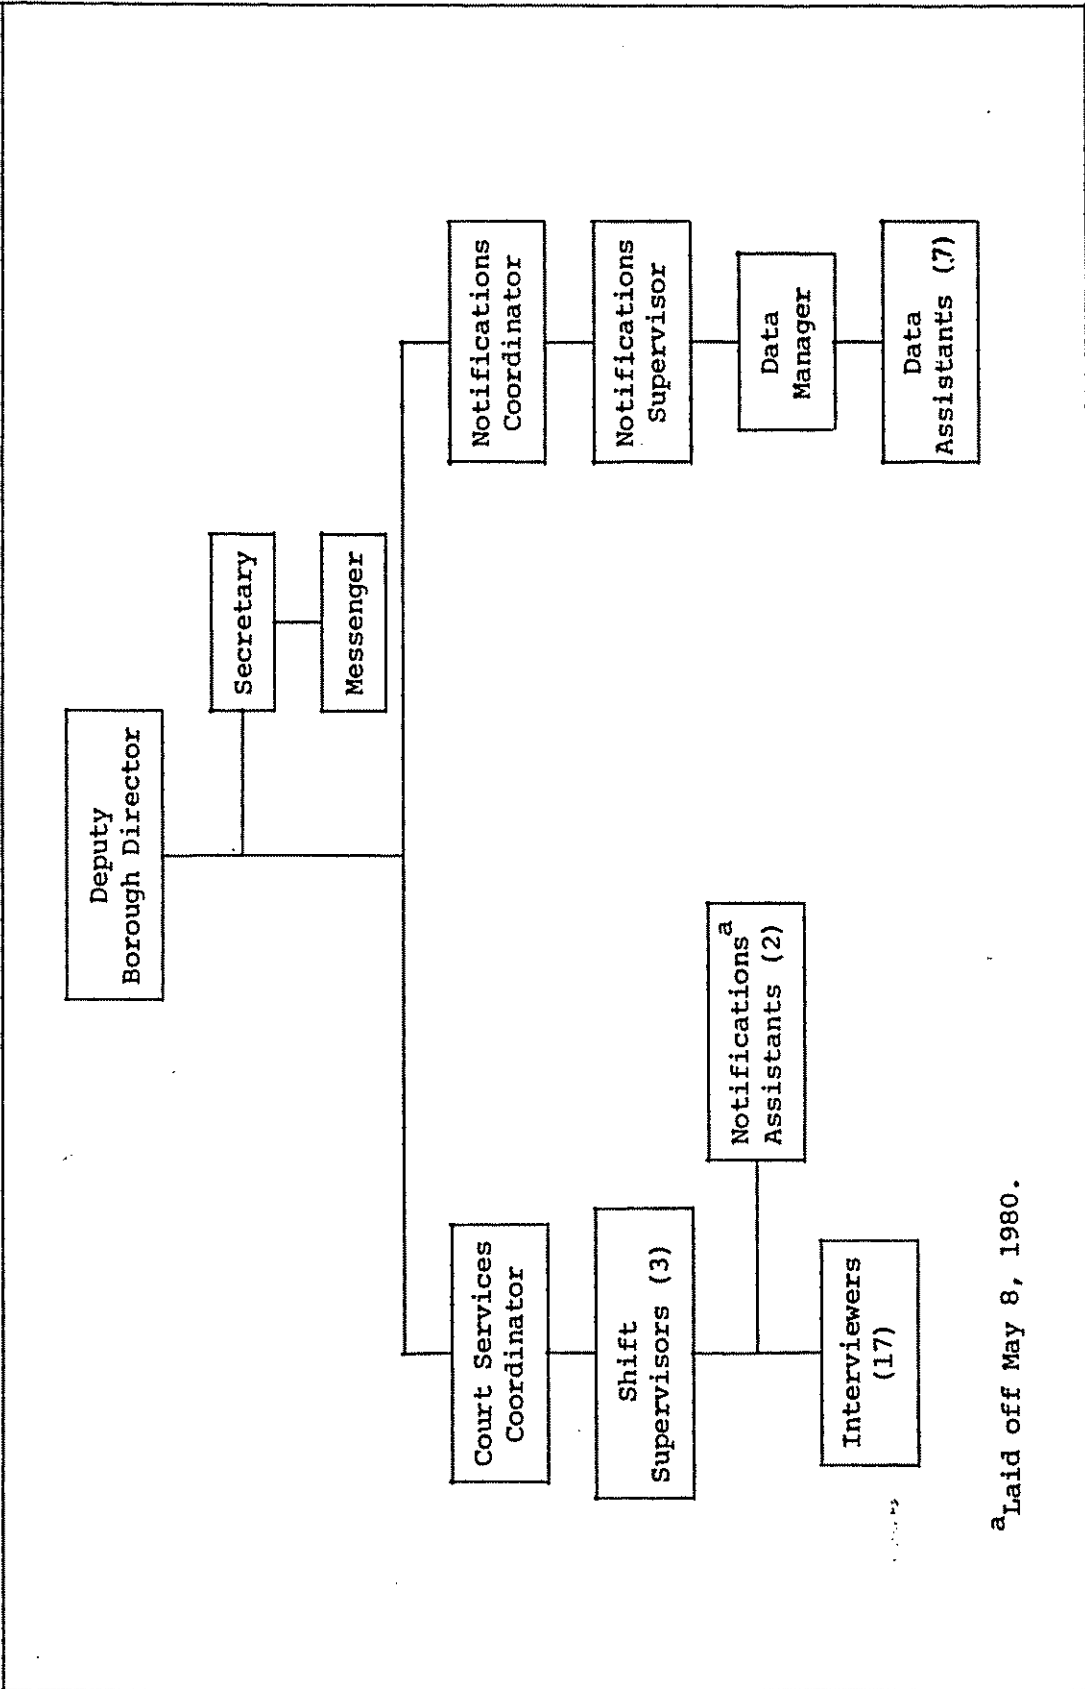 Deputy
Borough Director
Secretary
Messenger
Court Services
Coordinator
Shift
Supervisors (3)
Notifications a
Assistants (2)
Interviewers
(17)
Notifications
Coordinator
Notifications
Supervisor
Data
Manager
Data
Assistants (7)
a Laid off May 8, 1980.